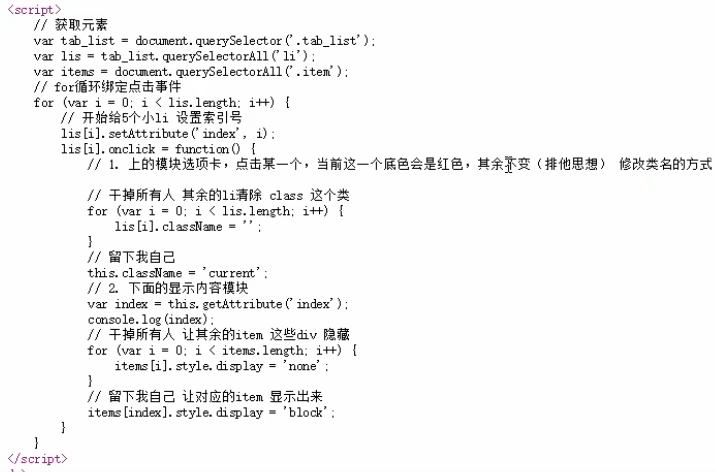 <script>
// 获取元素
var tab_list = document.querySelector('.tab_list');
var lis = tab_list.querySelectorAll('li');
var items = document.querySelectorAll('.item');
// for循环绑定点击事件
for (var i = 0; i < lis.length; i++) {
// 开始给5个小li 设置索引号
lis[i].setAttribute('index', i);
lis[i].onclick = function() {
// 1. 上的模块选项卡，点击某一个，当前这一个底色会是红色，其余不变（排他思想） 修改类名的方式
// 干掉所有人 其余的li清除 class 这个类
for (var i = 0; i < lis.length; i++) {
lis[i].className = '';
}
// 留下我自己
this.className = 'current';
// 2. 下面的显示内容模块
var index = this.getAttribute('index');
console.log(index);
// 干掉所有人 让其余的item 这些div 隐藏
for (var i = 0; i < items.length; i++) {
items[i].style.display = 'none';
}
// 留下我自己 让对应的item 显示出来
items[index].style.display = 'block';
}
}
</script>